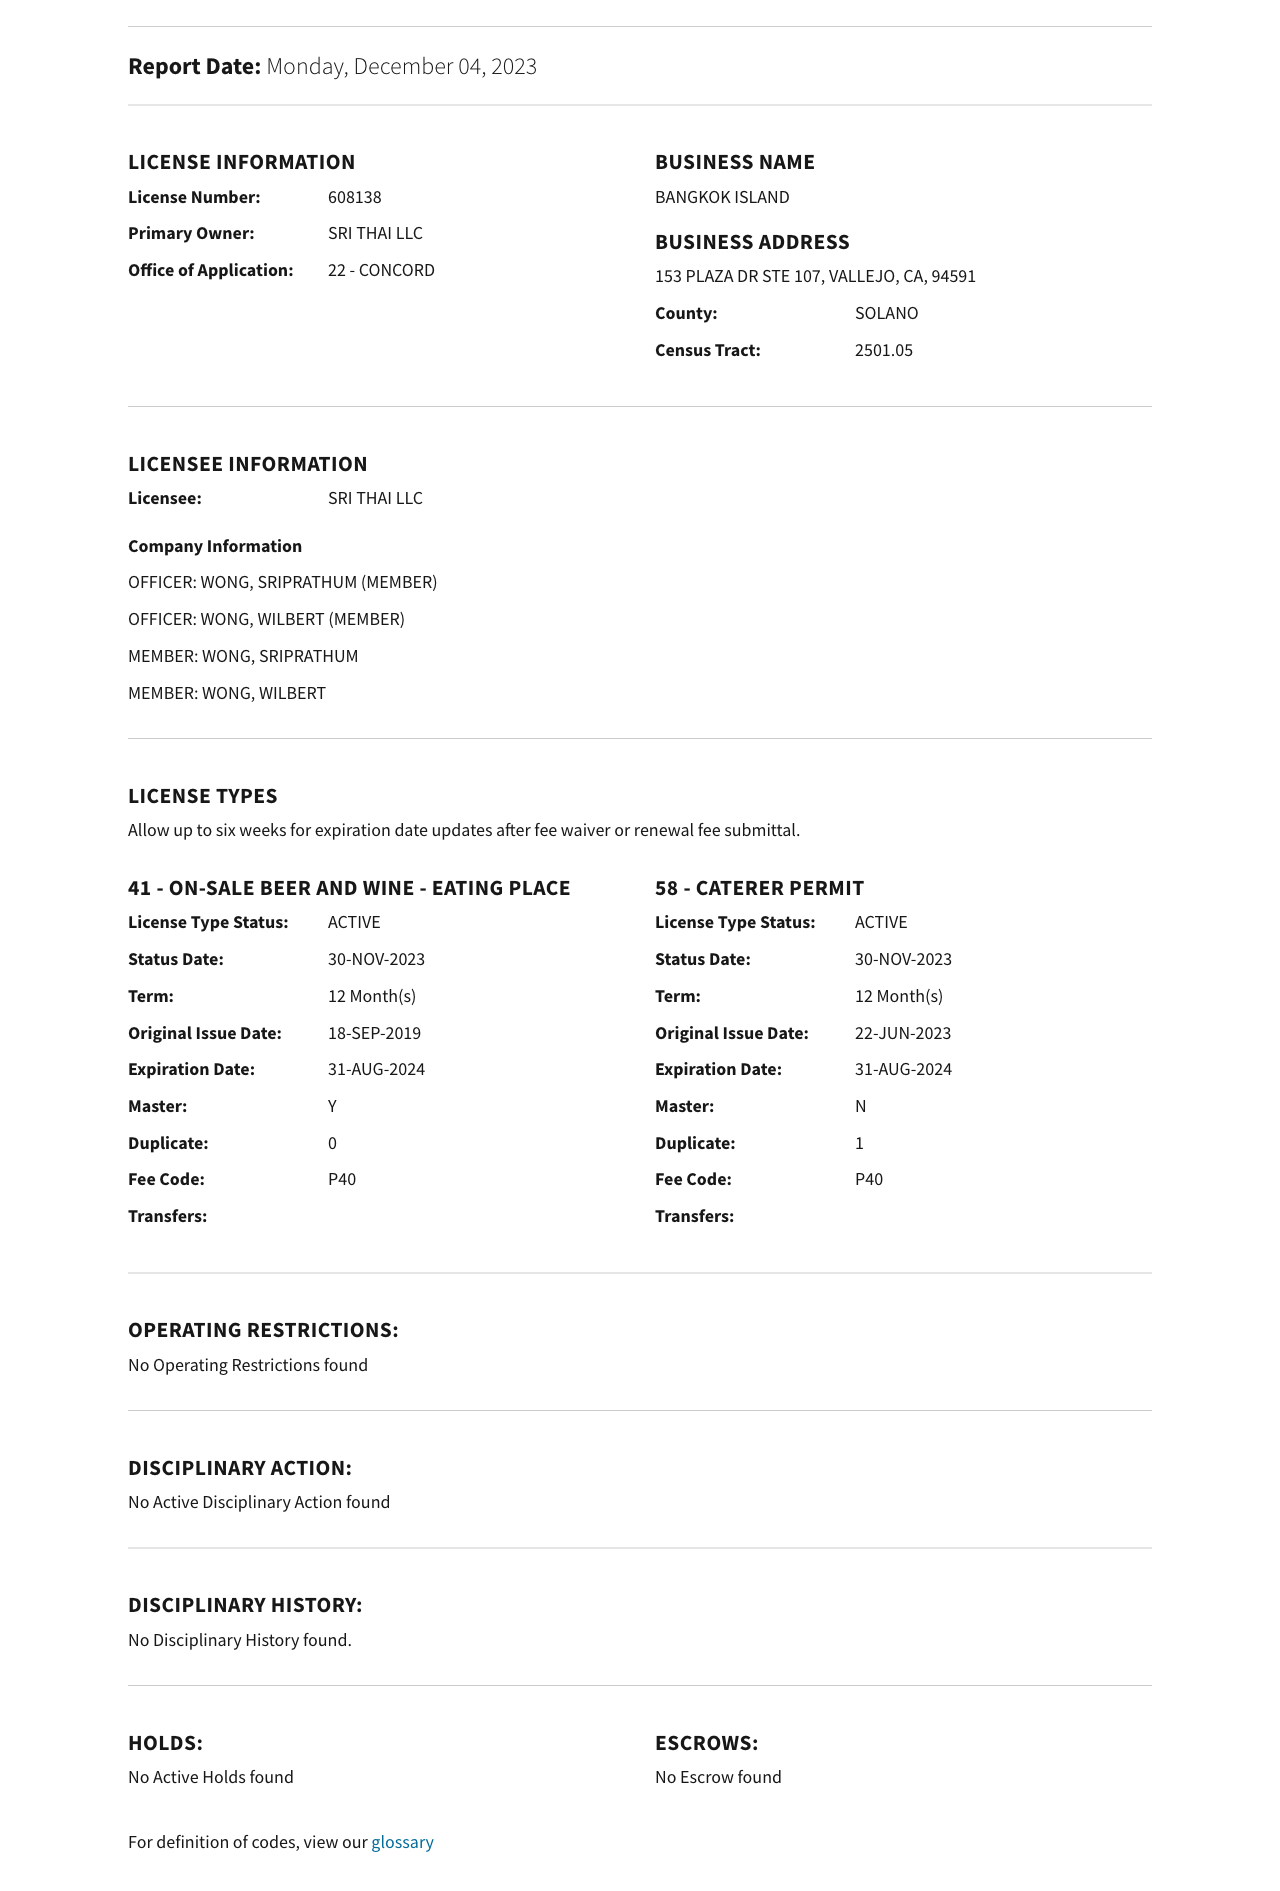 Report Date: Monday, December 04, 2023
LICENSE INFORMATION
License Number: 608138
Primary Owner: SRI THAI LLC
Office of Application: 22 - CONCORD
BUSINESS NAME
BANGKOK ISLAND
BUSINESS ADDRESS
153 PLAZA DR STE 107, VALLEJO, CA, 94591
County: SOLANO
Census Tract: 2501.05
LICENSEE INFORMATION
Licensee: SRI THAI LLC
Company Information
OFFICER: WONG, SRIPRATHUM (MEMBER)
OFFICER: WONG, WILBERT (MEMBER)
MEMBER: WONG, SRIPRATHUM
MEMBER: WONG, WILBERT
LICENSE TYPES
Allow up to six weeks for expiration date updates after fee waiver or renewal fee submittal.
41 - ON-SALE BEER AND WINE - EATING PLACE
License Type Status: ACTIVE
Status Date: 30-NOV-2023
Term: 12 Month(s)
Original Issue Date: 18-SEP-2019
Expiration Date: 31-AUG-2024
Master: Y
Duplicate: 0
Fee Code: P40
Transfers:
58 - CATERER PERMIT
License Type Status: ACTIVE
Status Date: 30-NOV-2023
Term: 12 Month(s)
Original Issue Date: 22-JUN-2023
Expiration Date: 31-AUG-2024
Master: N
Duplicate: 1
Fee Code: P40
Transfers:
OPERATING RESTRICTIONS:
No Operating Restrictions found
DISCIPLINARY ACTION:
No Active Disciplinary Action found
DISCIPLINARY HISTORY:
No Disciplinary History found.
HOLDS:
No Active Holds found
ESCROWS:
No Escrow found
For definition of codes, view our glossary